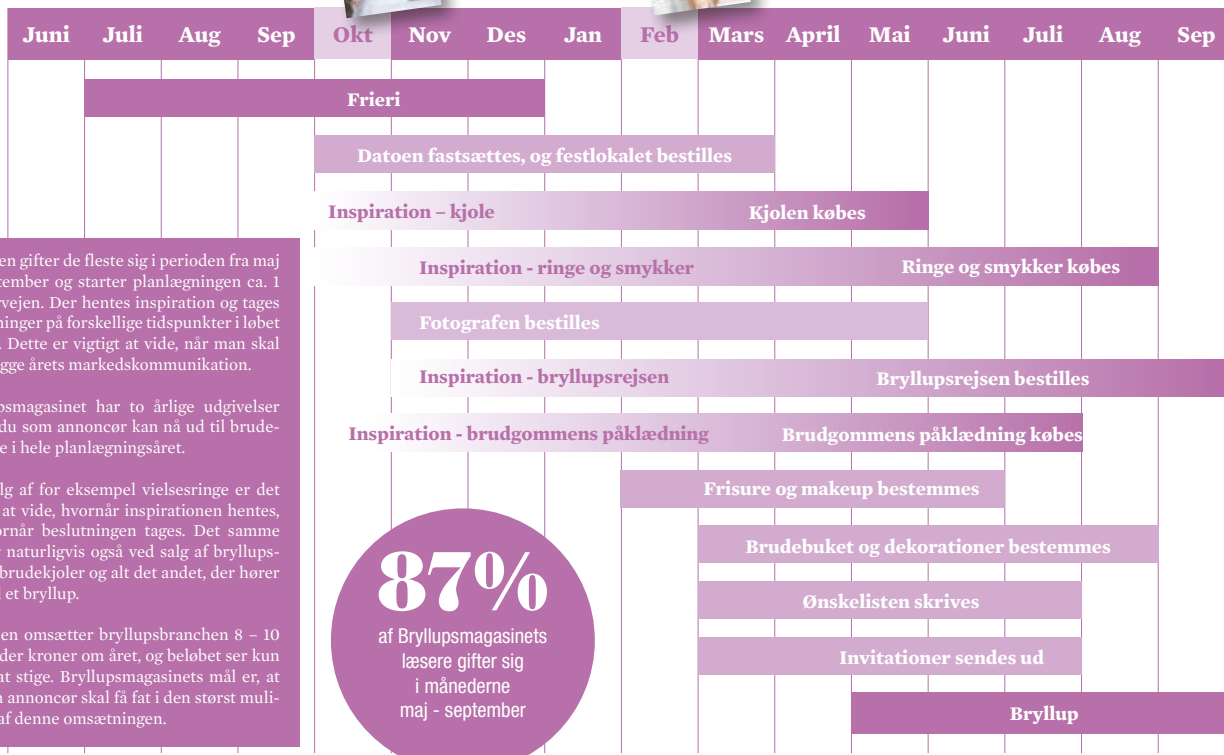 Juni Juli Aug Sep Okt Nov Des Jan Feb Mars April Mai Juni Juli Aug Sep
Frieri
Datoen fastsættes, og festlokalet bestilles
Inspiration – kjole Kjolen købes
Inspiration - ringe og smykker Ringe og smykker købes
Fotografen bestilles
Inspiration - bryllupsrejsen Bryllupsrejsen bestilles
Inspiration - brudgommens påklædning Brudgommens påklædning købes
Frisure og makeup bestemmes
Brudebuket og dekorationer bestemmes
Ønskelisten skrives
Invitationer sendes ud
Bryllup
gifter de fleste sig i perioden fra maj
og starter planlægningen ca. 1
Der hentes inspiration og tages
på forskellige tidspunkter i løbet
Dette er vigtigt at vide, når man skal
årets markedskommunikation.
har to årlige udgivelser
du som annoncør kan nå ud til brude-
i hele planlægningsåret.
af for eksempel vielsesringe er det
at vide, hvornår inspirationen hentes,
beslutningen tages. Det samme
naturligvis også ved salg af bryllups-
brudekjoler og alt det andet, der hører
et bryllup.
omsætter bryllupsbranchen 8 – 10
kroner om året, og beløbet ser kun
at stige. Bryllupsmagasinets mål er, at
annoncør skal få fat i den størst muli-
af denne omsætningen.
87%
af Bryllupsmagasinets
læsere gifter sig
i månederne
maj - september